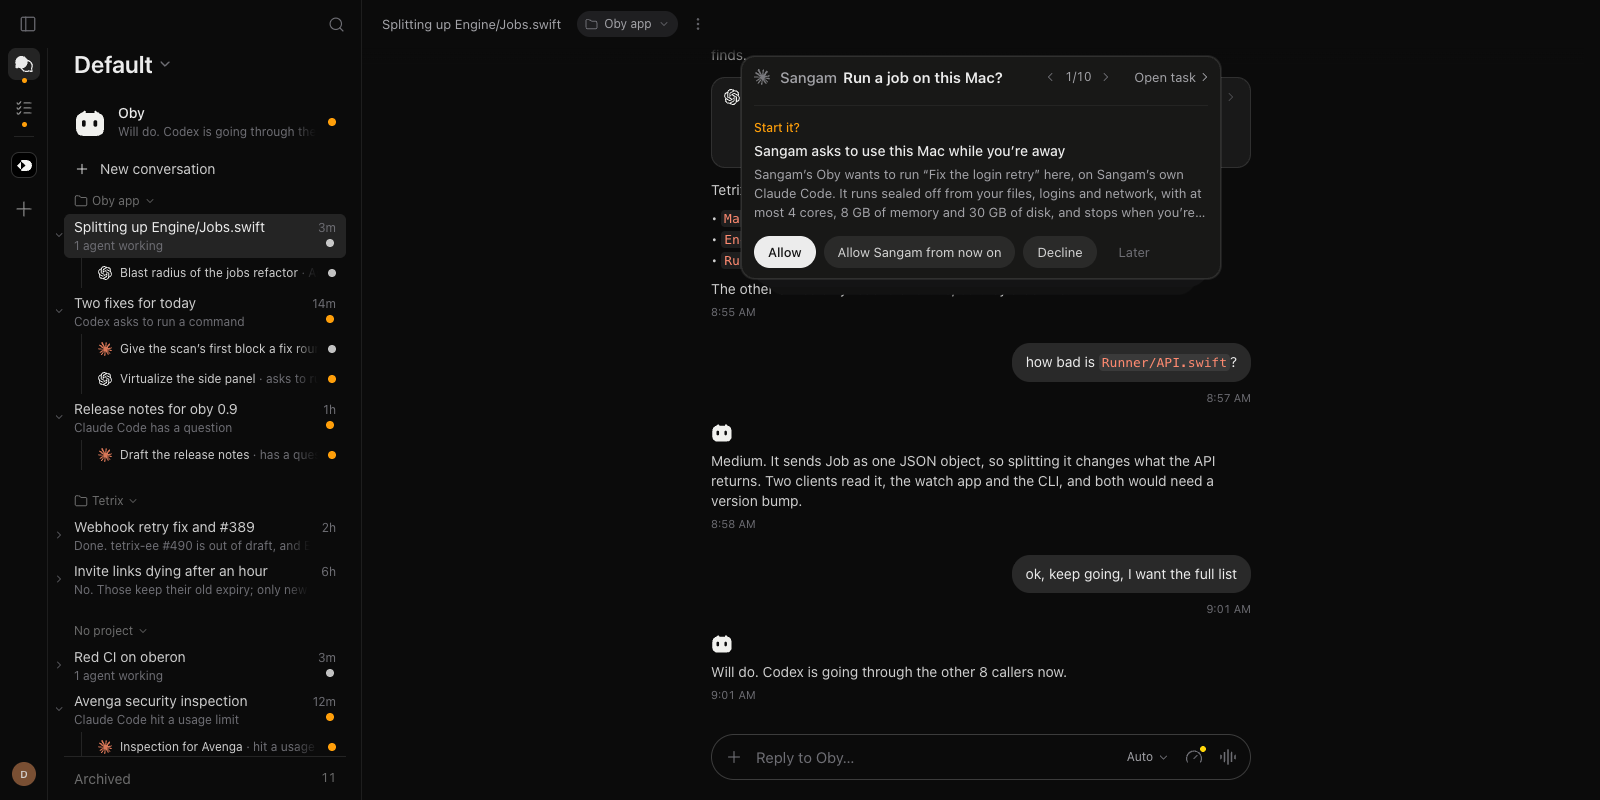 Default
Oby
Will do. Codex is going through the
New conversation
Oby app
Splitting up Engine/Jobs.swift
3m
1 agent working
Blast radius of the jobs refactor ·
Two fixes for today
14m
Codex asks to run a command
Give the scan's first block a fix
Virtualize the side panel · asks to
Release notes for oby 0.9
1h
Claude Code has a question
Draft the release notes · has a
Tetrix
Webhook retry fix and #389
2h
Done. tetrix-ee #490 is out of draft, and
Invite links dying after an hour
6h
No. Those keep their old expiry; only new
No project
Red CI on oberon
3m
1 agent working
Avenga security inspection
12m
Claude Code hit a usage limit
Inspection for Avenga · hit a usage
Archived
11
D
Splitting up Engine/Jobs.swift
Oby app
finds.
Sangam Run a job on this Mac?
1/10
Open task
Start it?
Sangam asks to use this Mac while you're away
Sangam's Oby wants to run “Fix the login retry” here, on Sangam's own
Claude Code. It runs sealed off from your files, logins and network, with at
most 4 cores, 8 GB of memory and 30 GB of disk, and stops when you're...
Allow
Allow Sangam from now on
Decline
Later
The other
8:55 AM
how bad is Runner/API.swift?
8:57 AM
Medium. It sends Job as one JSON object, so splitting it changes what the API
returns. Two clients read it, the watch app and the CLI, and both would need a
version bump.
8:58 AM
ok, keep going, I want the full list
9:01 AM
Will do. Codex is going through the other 8 callers now.
9:01 AM
Reply to Oby...
Auto